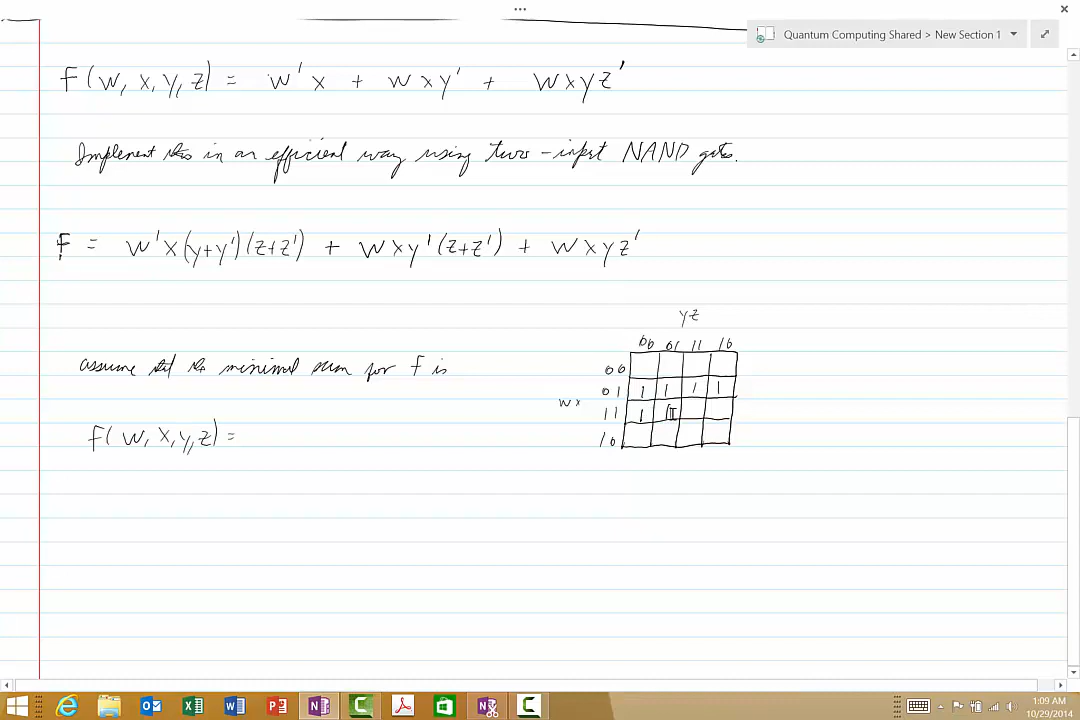 Quantum Computing Shared > New Section 1
F(w, x, y, z) = w'x + wxy' + wxyz'
Implement this in an efficient way using two-input NAND gates.
F = w'x(y+y')(z+z') + wxy'(z+z') + wxyz'
yz
00 01 11 10
assume that the minimal sum for f is
00
01 1 1 1 1
wx
11 1
10
f(w, x, y, z) =
1:09 AM
10/29/2014